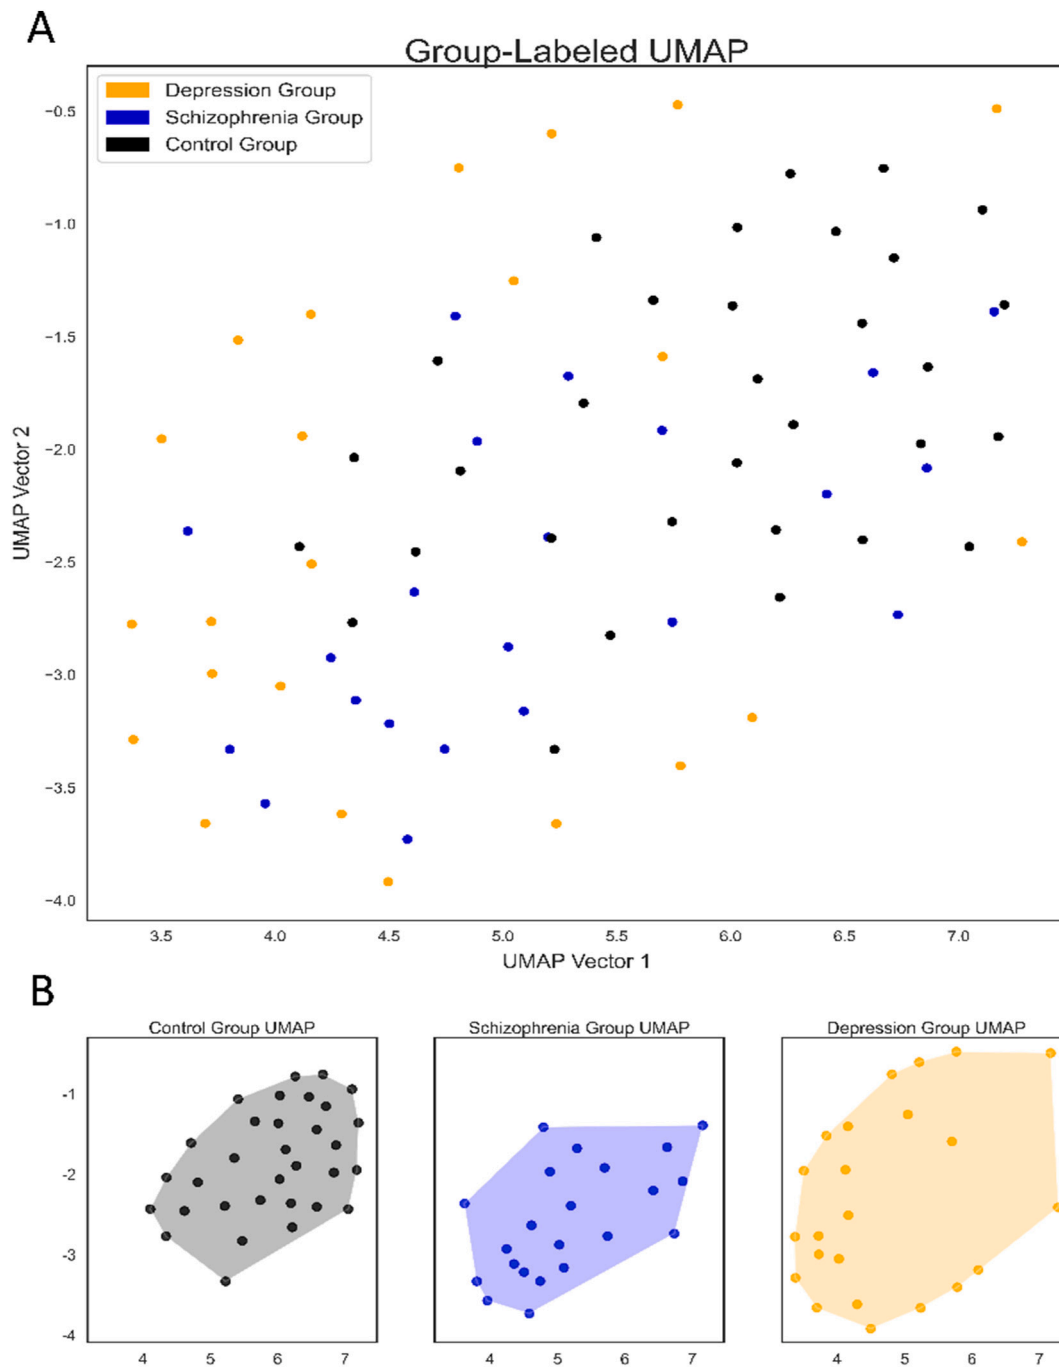 A
Group-Labeled UMAP
Depression Group
Schizophrenia Group
Control Group
−0.5
−1.0
−1.5
−2.0
−2.5
−3.0
−3.5
−4.0
UMAP Vector 2
3.5 4.0 4.5 5.0 5.5 6.0 6.5 7.0
UMAP Vector 1
B
Control Group UMAP Schizophrenia Group UMAP Depression Group UMAP
-1
-2
-3
-4
4 5 6 7 4 5 6 7 4 5 6 7